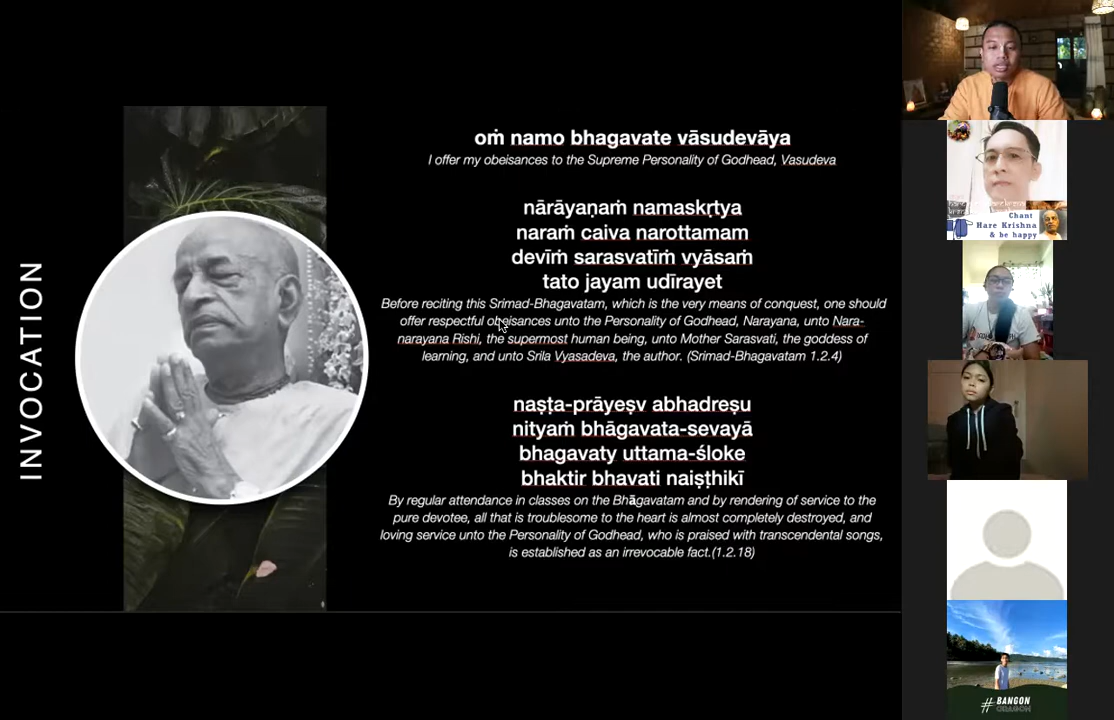 INVOCATION
oṁ namo bhagavate vāsudevāya
I offer my obeisances to the Supreme Personality of Godhead, Vasudeva
nārāyaṇaṁ namaskṛtya
naraṁ caiva narottamam
devīṁ sarasvatīṁ vyāsaṁ
tato jayam udīrayet
Before reciting this Srimad-Bhagavatam, which is the very means of conquest, one should
offer respectful obeisances unto the Personality of Godhead, Narayana, unto Nara-
narayana Rishi, the supermost human being, unto Mother Sarasvati, the goddess of
learning, and unto Srila Vyasadeva, the author. (Srimad-Bhagavatam 1.2.4)
naṣṭa-prāyeṣv abhadreṣu
nityaṁ bhāgavata-sevayā
bhagavaty uttama-śloke
bhaktir bhavati naiṣṭhikī
By regular attendance in classes on the Bhāgavatam and by rendering of service to the
pure devotee, all that is troublesome to the heart is almost completely destroyed, and
loving service unto the Personality of Godhead, who is praised with transcendental songs,
is established as an irrevocable fact.(1.2.18)
Chant
Hare Krishna
& be happy
# BANGON